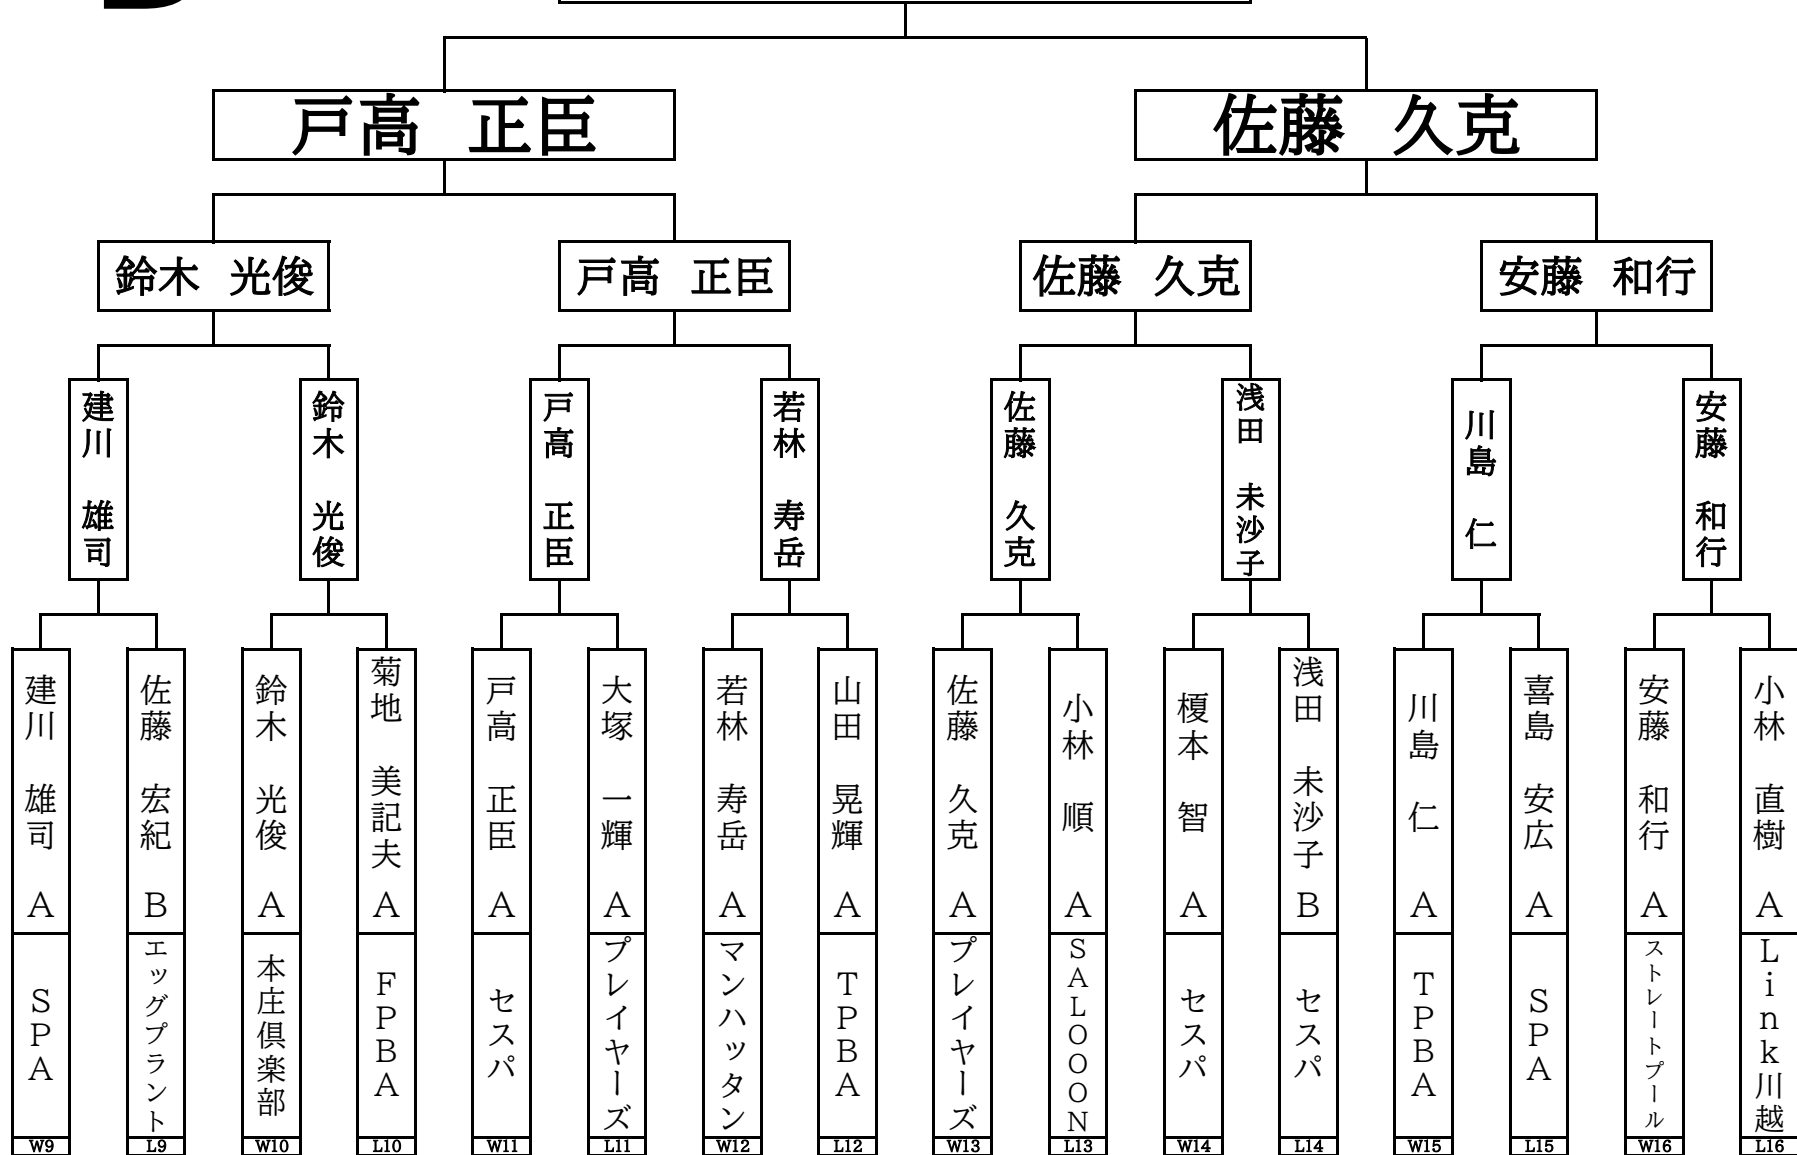 戸高 正臣
佐藤 久克
鈴木 光俊
戸高 正臣
佐藤 久克
安藤 和行
建川 雄司
鈴木 光俊
戸高 正臣
若林 寿岳
佐藤 久克
浅田 未沙子
川島 仁
安藤 和行
建川 雄司 A
佐藤 宏紀 B
鈴木 光俊 A
菊地 美記夫 A
戸高 正臣 A
大塚 一輝 A
若林 寿岳 A
山田 晃輝 A
佐藤 久克 A
小林 順 A
榎本 智 A
浅田 未沙子 B
川島 仁 A
喜島 安広 A
安藤 和行 A
小林 直樹 A
SPA
エッグプラント
本庄倶楽部
FPBA
セスパ
プレイヤーズ
マンハッタン
TPBA
プレイヤーズ
SALOOON
セスパ
セスパ
TPBA
SPA
ストレートプール
Link川越
W9
L9
W10
L10
W11
L11
W12
L12
W13
L13
W14
L14
W15
L15
W16
L16